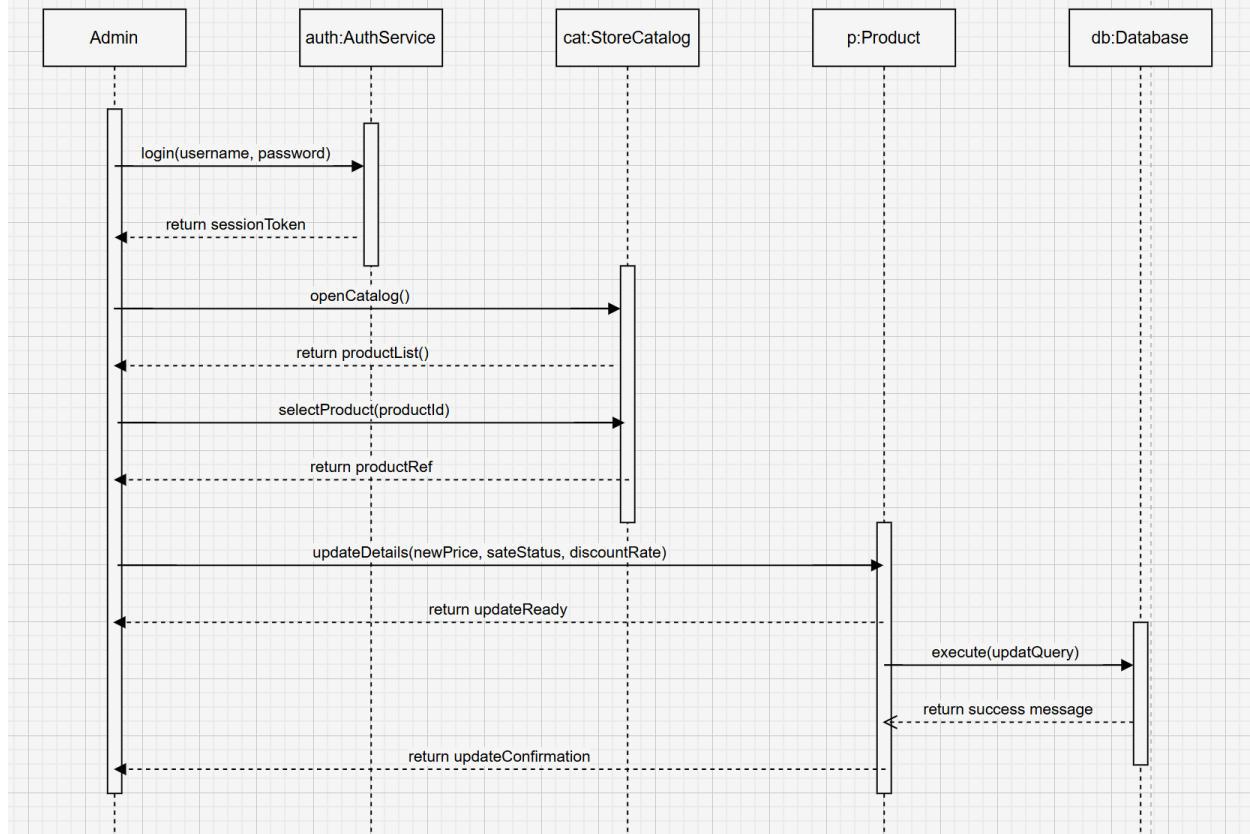 Admin
auth:AuthService
cat:StoreCatalog
p:Product
db:Database
login(username, password)
return sessionToken
openCatalog()
return productList()
selectProduct(productId)
return productRef
updateDetails(newPrice, sateStatus, discountRate)
return updateReady
execute(updatQuery)
return success message
return updateConfirmation